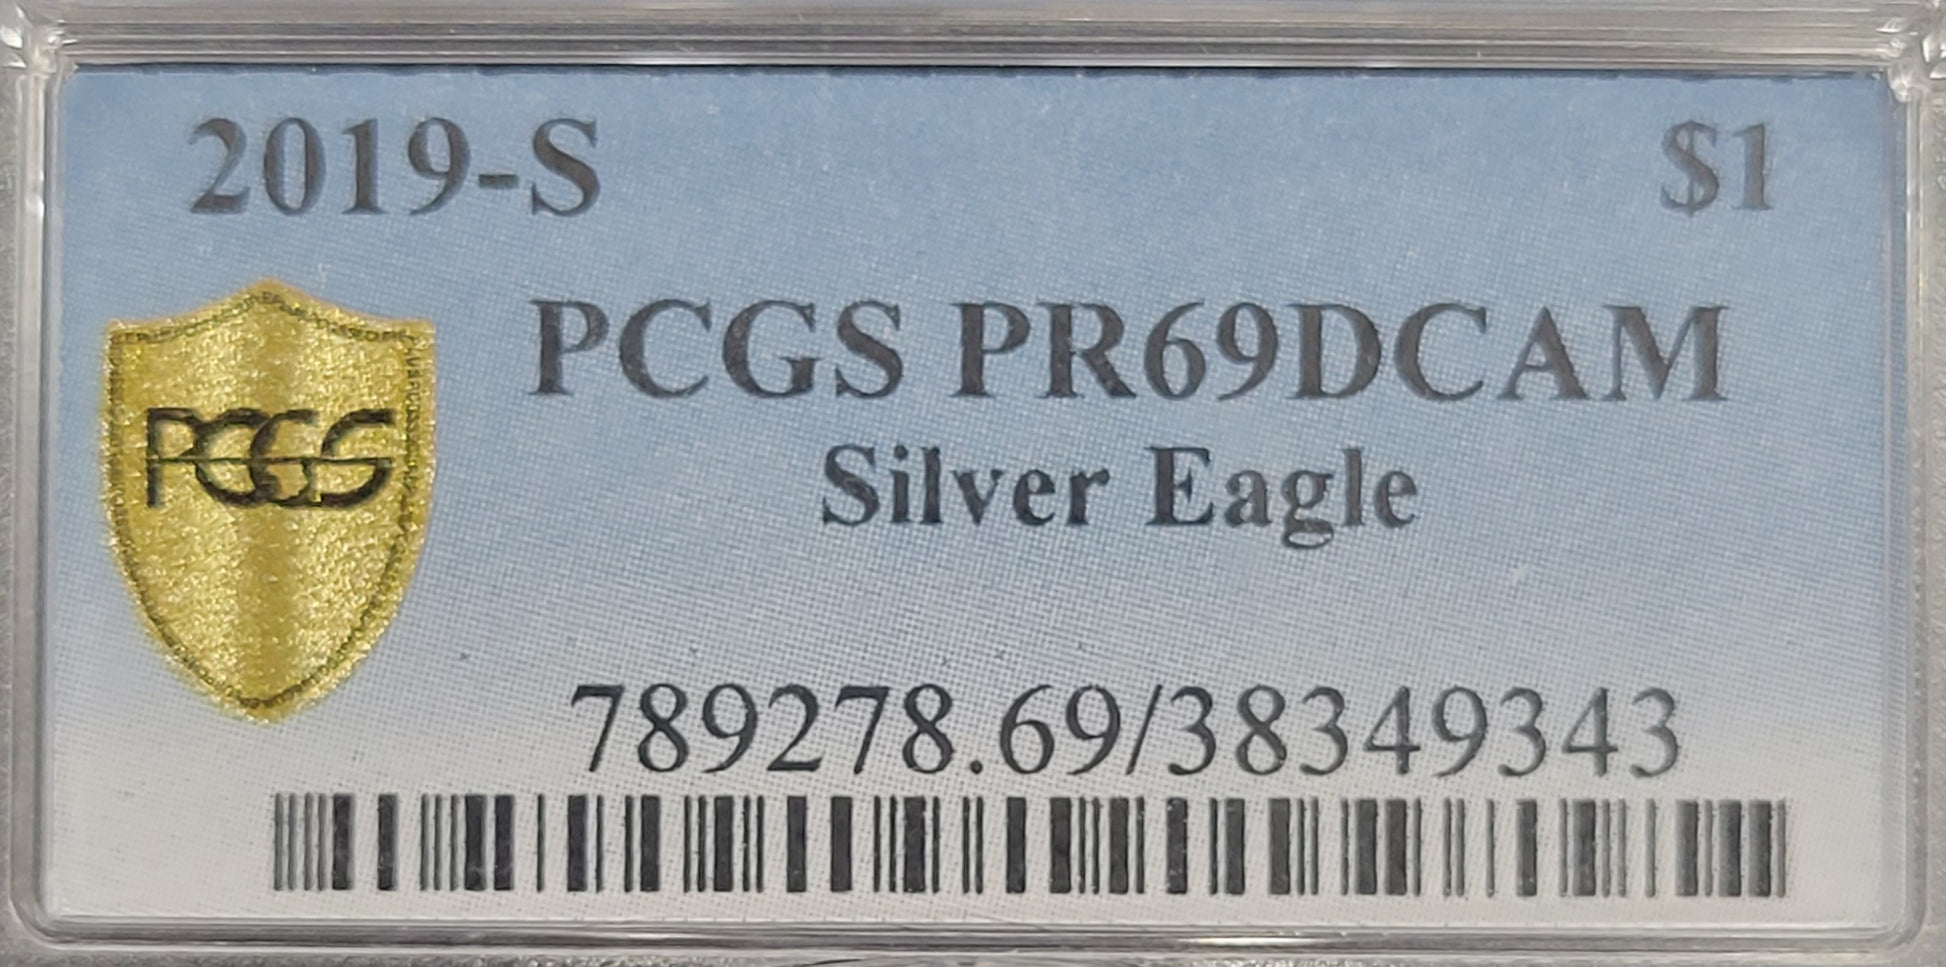 2019-S $1
PCGS PR69DCAM
PCGS
Silver Eagle
789278.69/38349343